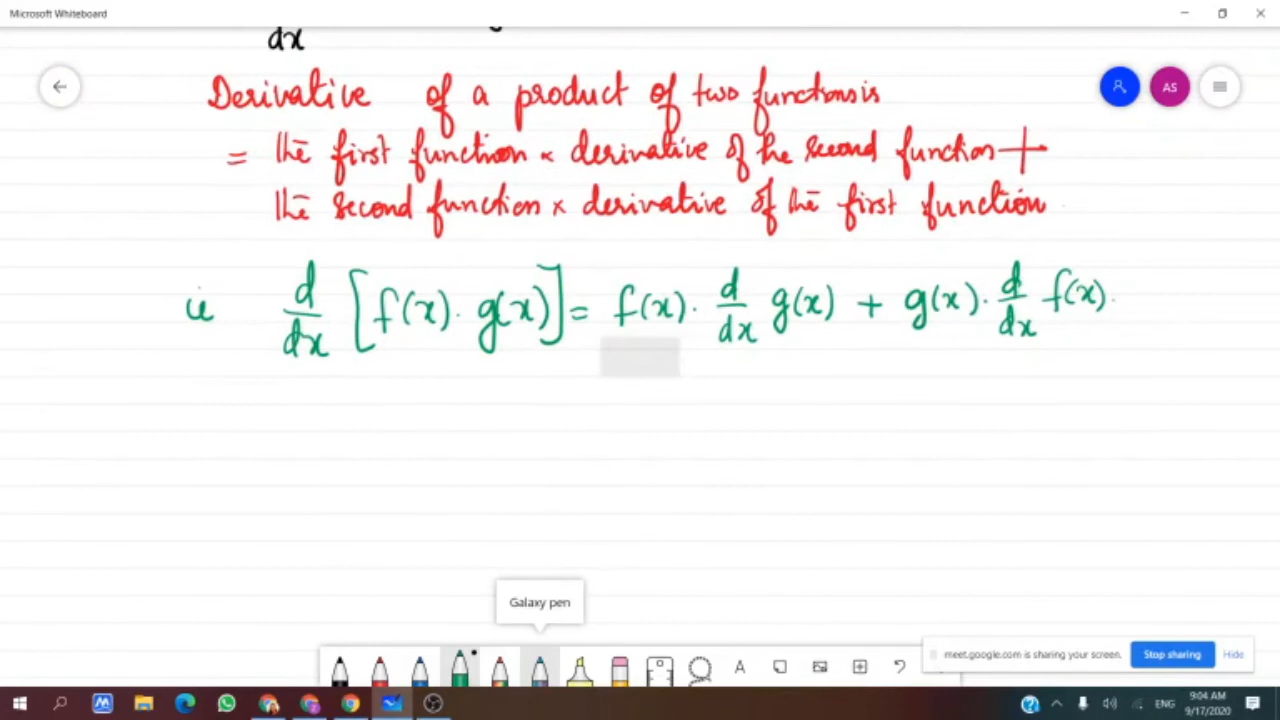 Microsoft Whiteboard
dx
AS
Derivative of a product of two functions is
= the first function × derivative of the second function +
the second function × derivative of the first function
ie d/dx [f(x) · g(x)] = f(x) · d/dx g(x) + g(x) · d/dx f(x).
Galaxy pen
meet.google.com is sharing your screen. Stop sharing Hide
A
ENG 9:04 AM
9/17/2020